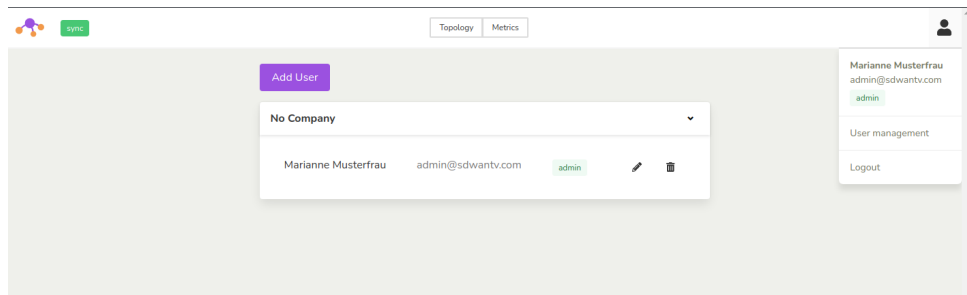 sync
Topology Metrics
Marianne Musterfrau
admin@sdwantv.com
admin
User management
Logout
Add User
No Company
Marianne Musterfrau admin@sdwantv.com admin